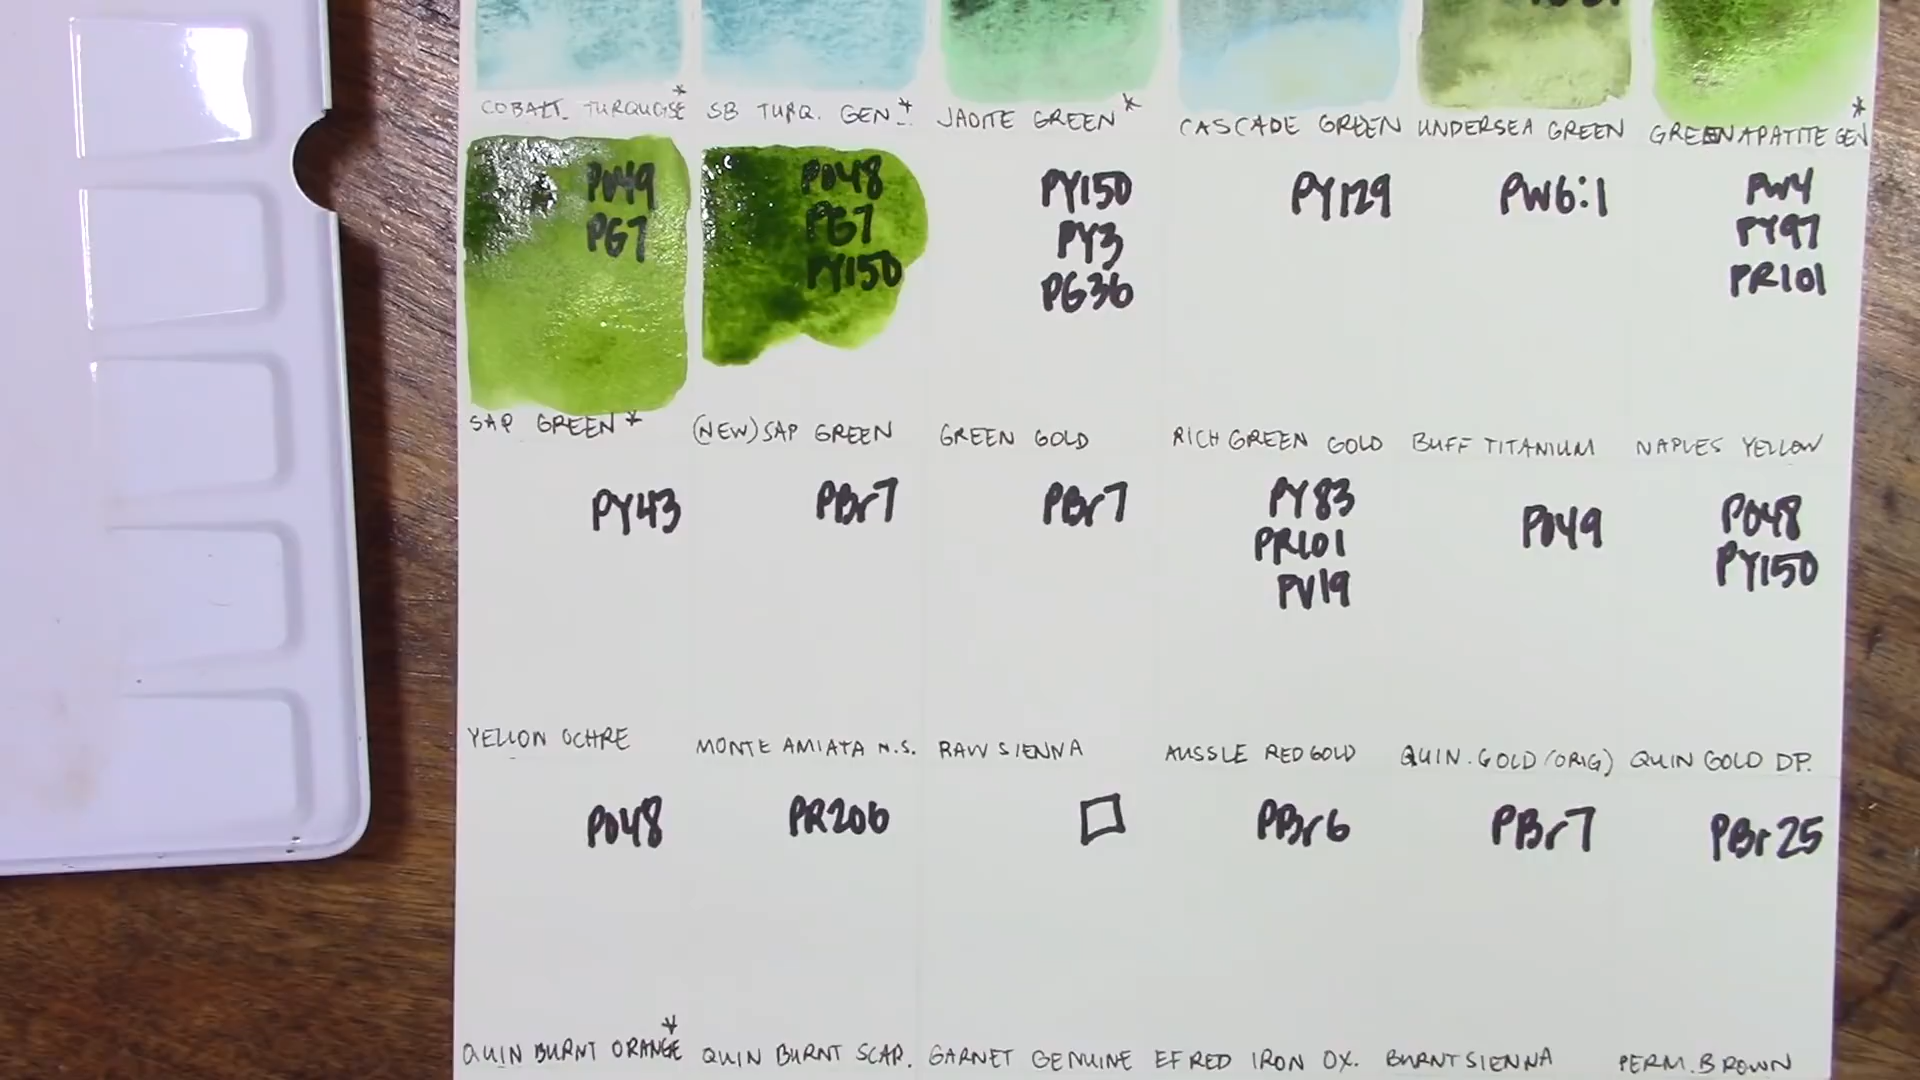 COBALT TURQUOISE * SB TURQ. GEN. * JADITE GREEN * CASCADE GREEN UNDERSEA GREEN GREEN APATITE GEN *
PO49 PO48 PY150 PY129 PW6:1 PW4
PG7 PG7 PY3 PY97
PY150 PG36 PR101
SAP GREEN * (NEW) SAP GREEN GREEN GOLD RICH GREEN GOLD BUFF TITANIUM NAPLES YELLOW
PY43 PBr7 PBr7 PY83 PO49 PO48
PR101 PY150
PV19
YELLOW OCHRE MONTE AMIATA N.S. RAW SIENNA AUSSIE RED GOLD QUIN. GOLD (ORIG) QUIN GOLD DP.
PO48 PR206 PBr6 PBr7 PBr25
QUIN BURNT ORANGE * QUIN BURNT SCAR. GARNET GENUINE EF RED IRON OX. BURNT SIENNA PERM. BROWN